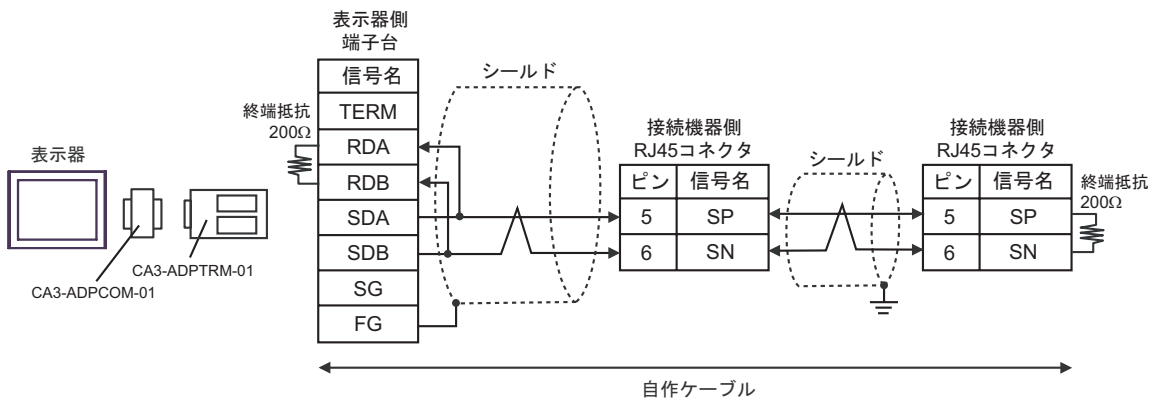 表示器
CA3-ADPCOM-01
CA3-ADPTRM-01
終端抵抗
200Ω
表示器側
端子台
信号名
TERM
RDA
RDB
SDA
SDB
SG
FG
シールド
接続機器側
RJ45コネクタ
ピン 信号名
5 SP
6 SN
シールド
接続機器側
RJ45コネクタ
ピン 信号名
5 SP
6 SN
終端抵抗
200Ω
自作ケーブル